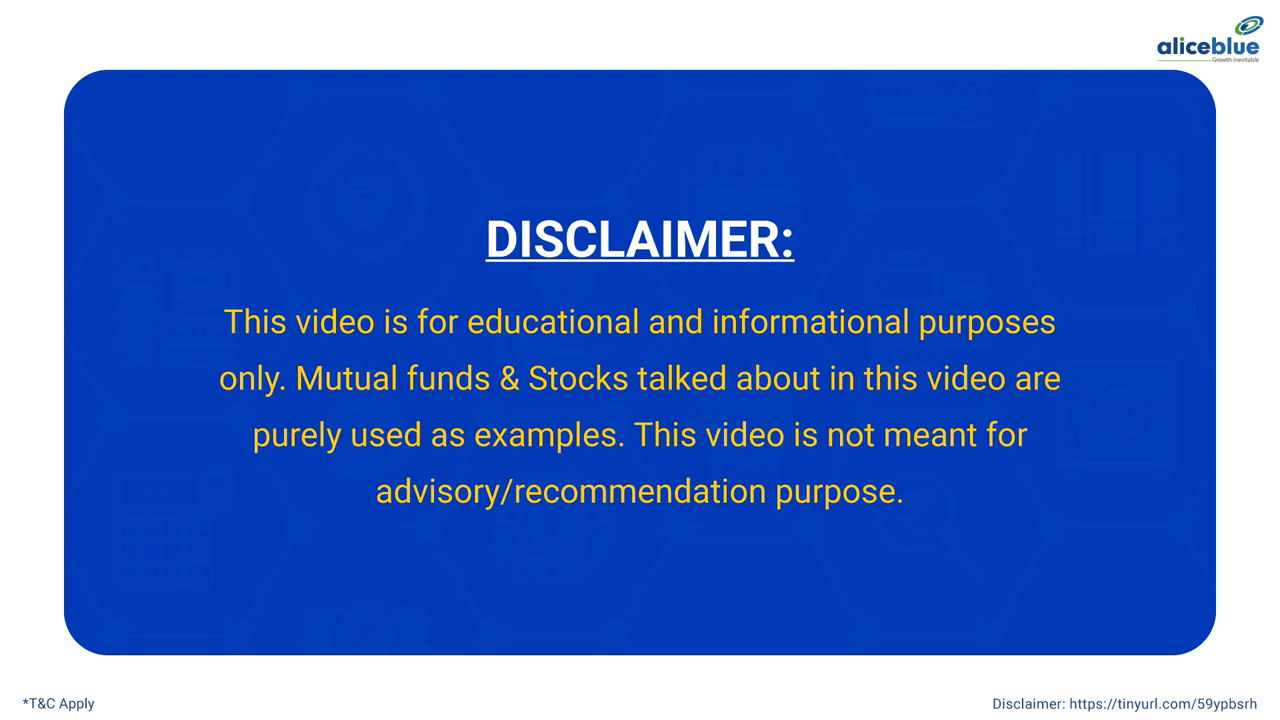 aliceblue
Growth Inevitable
DISCLAIMER:
This video is for educational and informational purposes
only. Mutual funds & Stocks talked about in this video are
purely used as examples. This video is not meant for
advisory/recommendation purpose.
*T&C Apply
Disclaimer: https://tinyurl.com/59ypbsrh